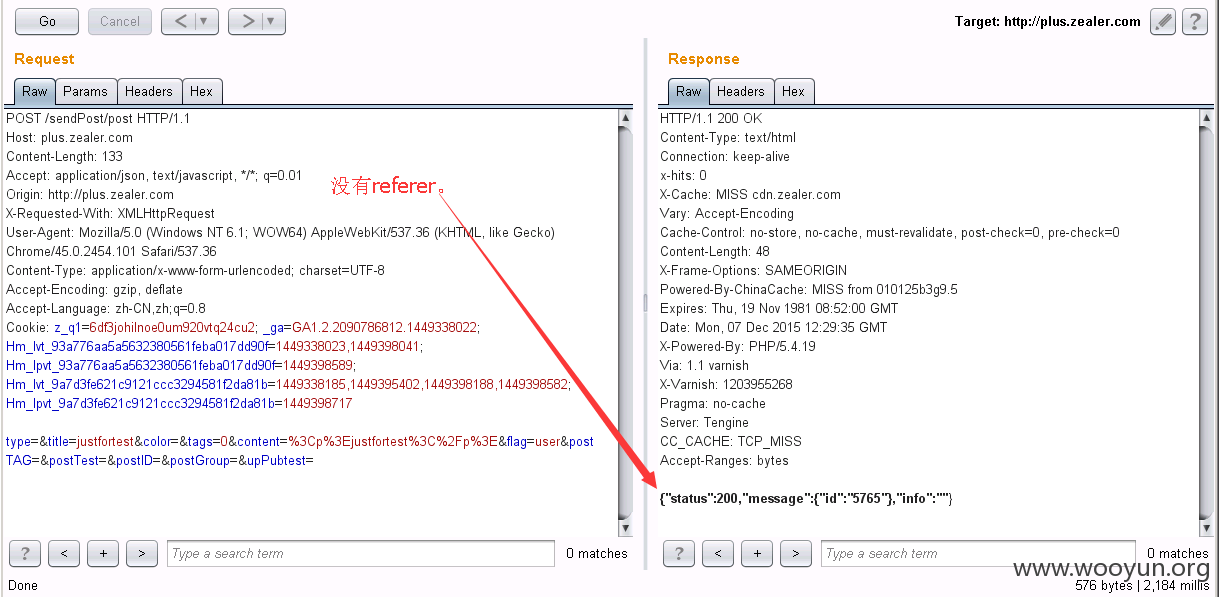 Go Cancel < > Target: http://plus.zealer.com ?
Request
Raw Params Headers Hex
POST /sendPost/post HTTP/1.1
Host: plus.zealer.com
Content-Length: 133
Accept: application/json, text/javascript, */*; q=0.01
没有referer。
Origin: http://plus.zealer.com
X-Requested-With: XMLHttpRequest
User-Agent: Mozilla/5.0 (Windows NT 6.1; WOW64) AppleWebKit/537.36 (KHTML, like Gecko)
Chrome/45.0.2454.101 Safari/537.36
Content-Type: application/x-www-form-urlencoded; charset=UTF-8
Accept-Encoding: gzip, deflate
Accept-Language: zh-CN,zh;q=0.8
Cookie: z_q1=6df3johilnoe0um920vtq24cu2; _ga=GA1.2.2090786812.1449338022;
Hm_lvt_93a776aa5a5632380561feba017dd90f=1449338023,1449398041;
Hm_lpvt_93a776aa5a5632380561feba017dd90f=1449398589;
Hm_lvt_9a7d3fe621c9121ccc3294581f2da81b=1449338185,1449395402,1449398188,1449398582;
Hm_lpvt_9a7d3fe621c9121ccc3294581f2da81b=1449398717
type=&title=justfortest&color=&tags=0&content=%3Cp%3Ejustfortest%3C%2Fp%3E&flag=user&post
TAG=&postTest=&postID=&postGroup=&upPubtest=
? < + > Type a search term 0 matches
Done
Response
Raw Headers Hex
HTTP/1.1 200 OK
Content-Type: text/html
Connection: keep-alive
x-hits: 0
X-Cache: MISS cdn.zealer.com
Vary: Accept-Encoding
Cache-Control: no-store, no-cache, must-revalidate, post-check=0, pre-check=0
Content-Length: 48
X-Frame-Options: SAMEORIGIN
Powered-By-ChinaCache: MISS from 010125b3g9.5
Expires: Thu, 19 Nov 1981 08:52:00 GMT
Date: Mon, 07 Dec 2015 12:29:35 GMT
X-Powered-By: PHP/5.4.19
Via: 1.1 varnish
X-Varnish: 1203955268
Pragma: no-cache
Server: Tengine
CC_CACHE: TCP_MISS
Accept-Ranges: bytes
{"status":200,"message":{"id":"5765"},"info":""}
? < + > Type a search term 0 matches
www.wooyun.org
576 bytes | 2,184 millis